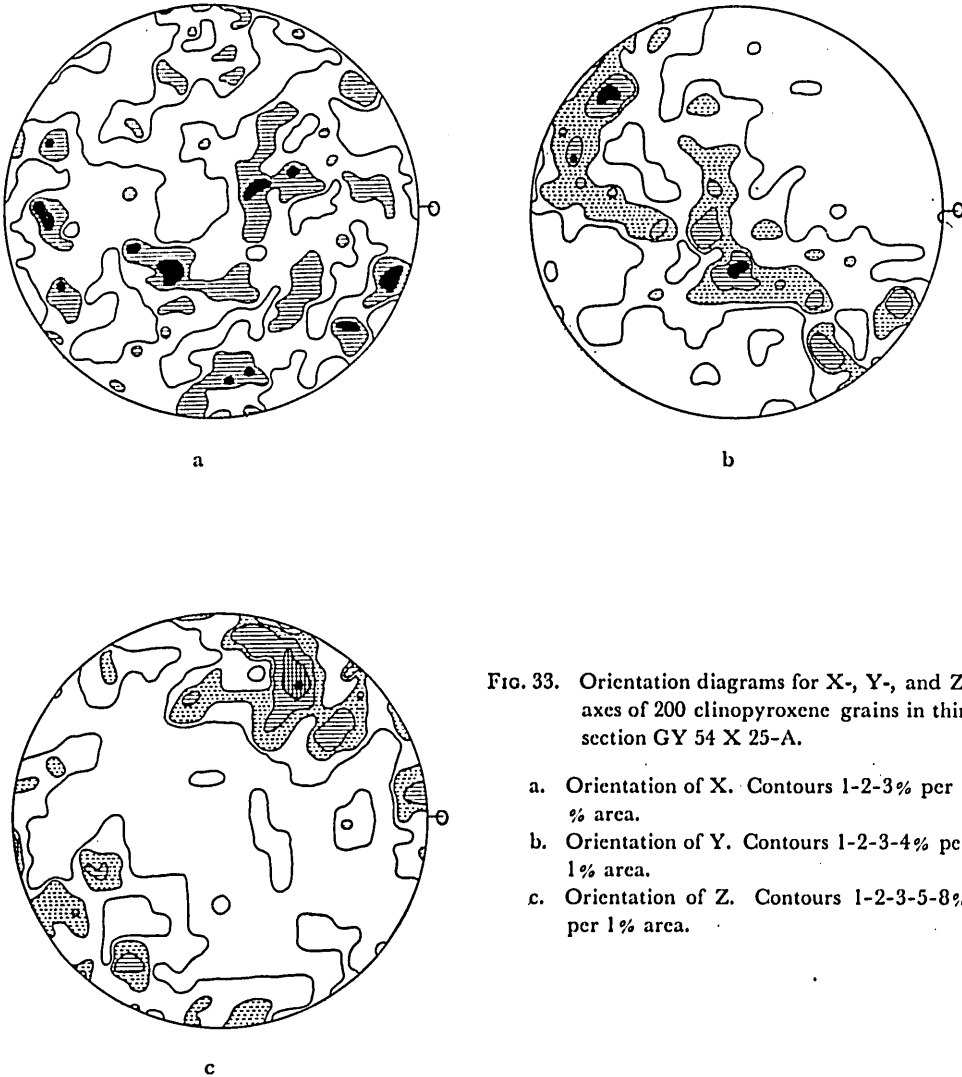 a
b
FIG. 33. Orientation diagrams for X-, Y-, and Z
axes of 200 clinopyroxene grains in thin
section GY 54 X 25-A.
a. Orientation of X. Contours 1-2-3% per
% area.
b. Orientation of Y. Contours 1-2-3-4% pe
1% area.
c. Orientation of Z. Contours 1-2-3-5-8%
per 1% area.
c